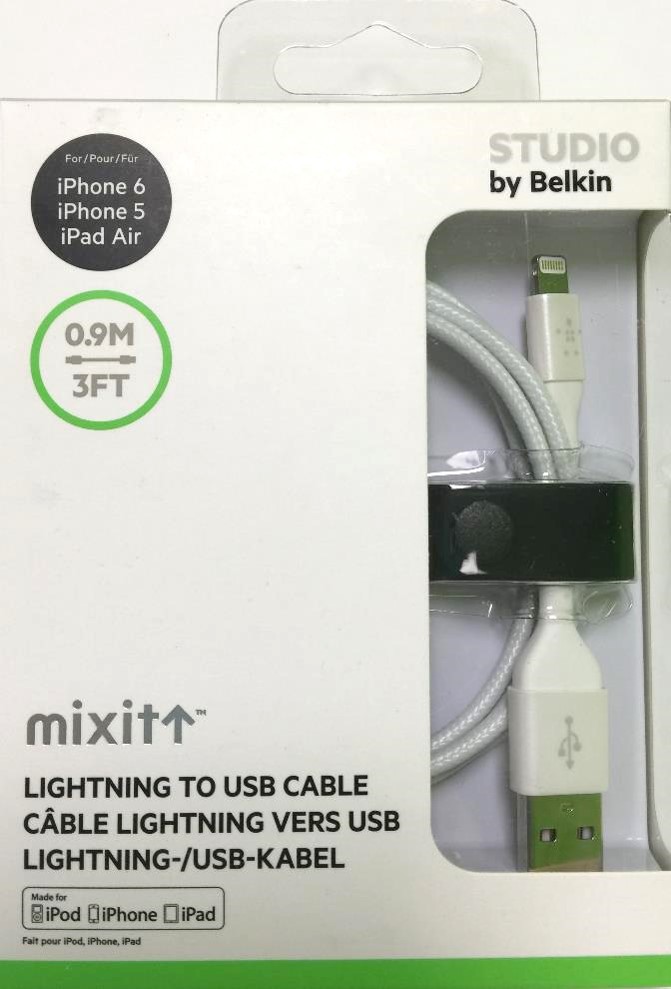 For/Pour/Für
iPhone 6
iPhone 5
iPad Air
STUDIO
by Belkin
0.9M
3FT
mixit↑™
LIGHTNING TO USB CABLE
CÂBLE LIGHTNING VERS USB
LIGHTNING-/USB-KABEL
Made for
iPod iPhone iPad
Fait pour iPod, iPhone, iPad